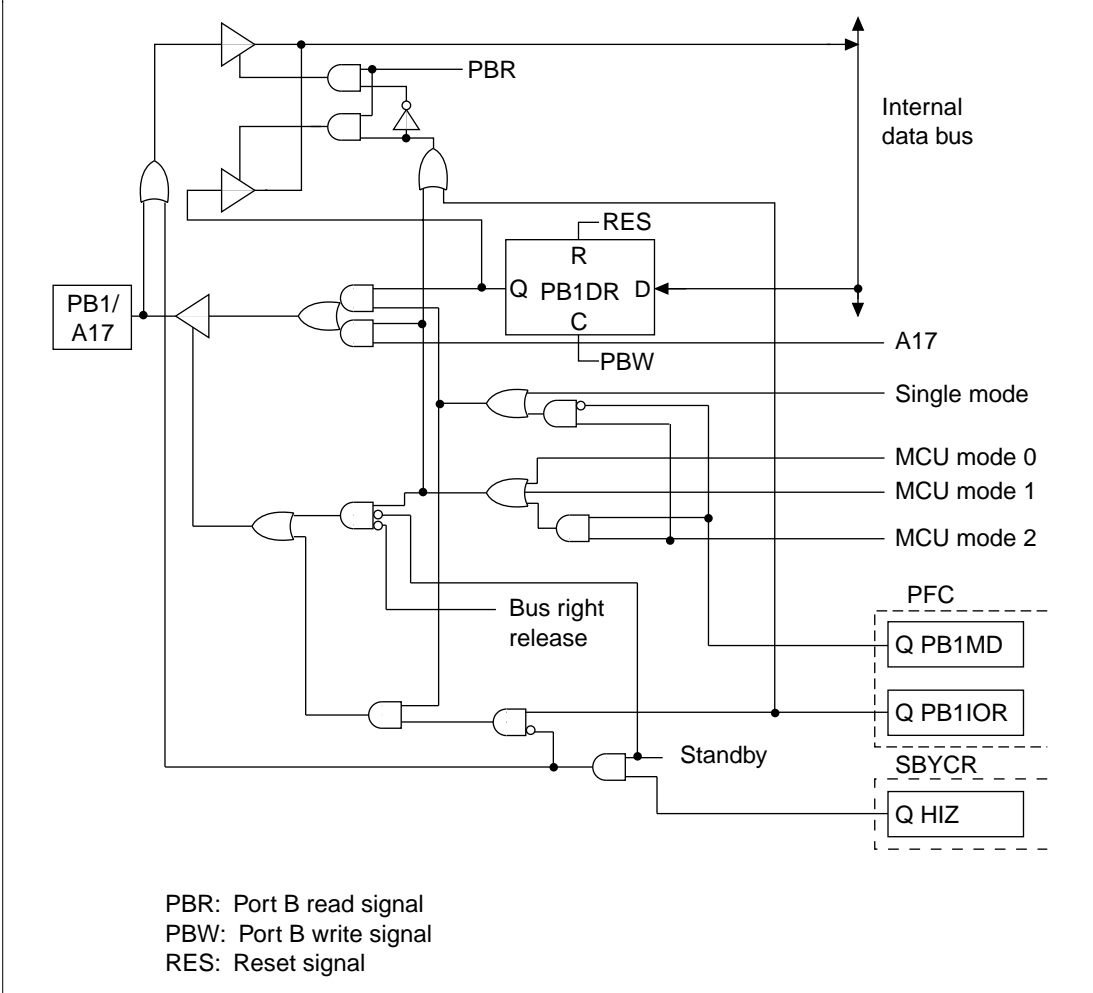 PBR
Internal
data bus
RES
R
Q PB1DR D
C
PBW
PB1/
A17
A17
Single mode
MCU mode 0
MCU mode 1
MCU mode 2
Bus right
release
PFC
Q PB1MD
Q PB1IOR
Standby
SBYCR
Q HIZ
PBR: Port B read signal
PBW: Port B write signal
RES: Reset signal